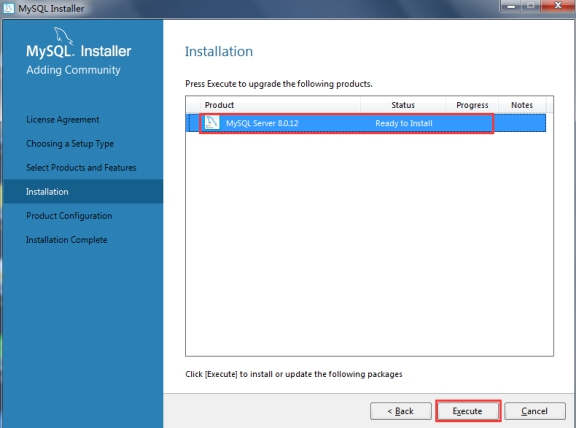 MySQL Installer
MySQL. Installer
Adding Community
License Agreement
Choosing a Setup Type
Select Products and Features
Installation
Product Configuration
Installation Complete
Installation
Press Execute to upgrade the following products.
Product Status Progress Notes
MySQL Server 8.0.12 Ready to Install
Click [Execute] to install or update the following packages
< Back Execute Cancel